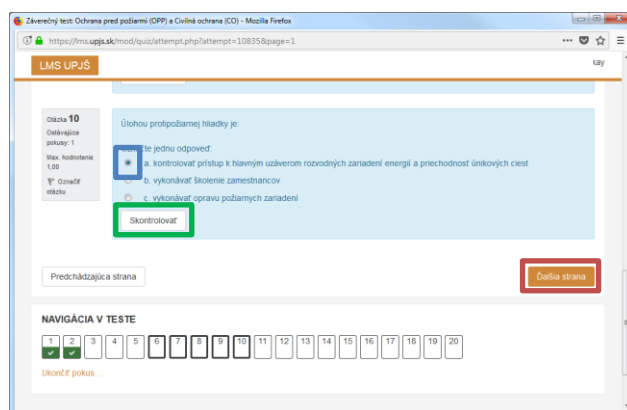 Záverečný test: Ochrana pred požiarmi (OPP) a Civilná ochrana (CO) - Mozilla Firefox
https://lms.upjs.sk/mod/quiz/attempt.php?attempt=10835&page=1
LMS UPJŠ
kay
Otázka 10
Ostávajúce
pokusy: 1
Max. hodnotenie
1,00
Označiť
otázku
Úlohou protipožiarnej hliadky je:
te jednu odpoveď:
a. kontrolovať prístup k hlavným uzáverom rozvodných zariadení energií a priechodnosť únikových ciest
b. vykonávať školenie zamestnancov
c. vykonávať opravu požiarnych zariadení
Skontrolovať
Predchádzajúca strana
Ďalšia strana
NAVIGÁCIA V TESTE
1 2 3 4 5 6 7 8 9 10 11 12 13 14 15 16 17 18 19 20
Ukončiť pokus ...